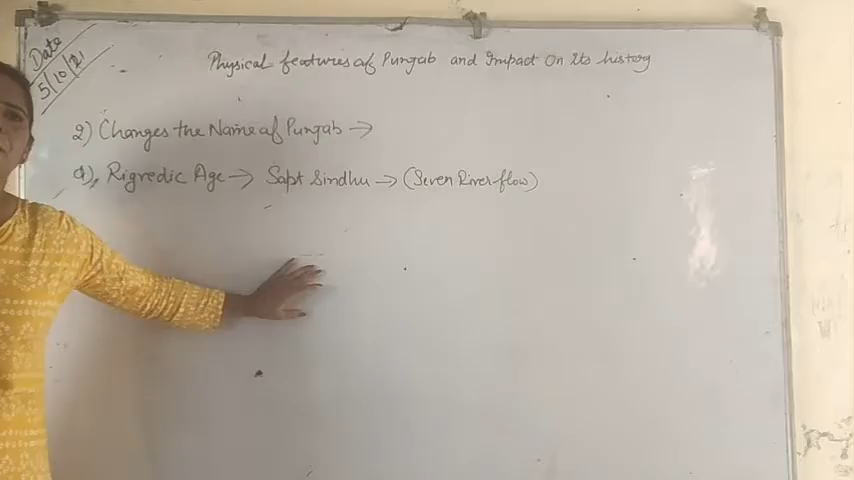 Date
5/10/21
Physical features of Punjab and Impact on Its history
2) Changes the Name of Punjab →
a), Rigvedic Age → Sapt Sindhu → (Seven River flow)